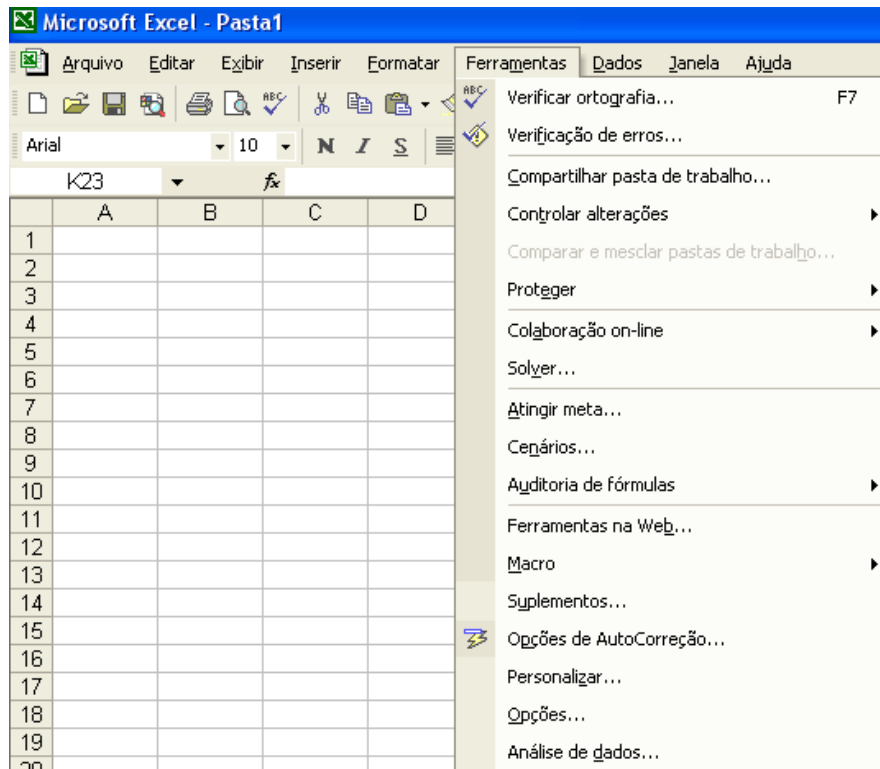 Microsoft Excel - Pasta1
Arquivo Editar Exibir Inserir Formatar Ferramentas Dados Janela Ajuda
ABC ABC
Verificar ortografia... F7
Verificação de erros...
Arial 10 N I S
K23 fx
Compartilhar pasta de trabalho...
A B C D
Controlar alterações
1
Comparar e mesclar pastas de trabalho...
2
3
Proteger
4
Colaboração on-line
5
6
Solver...
7
Atingir meta...
8
Cenários...
9
10
Auditoria de fórmulas
11
Ferramentas na Web...
12
13
Macro
14
Suplementos...
15
Opções de AutoCorreção...
16
17
Personalizar...
18
Opções...
19
Análise de dados...